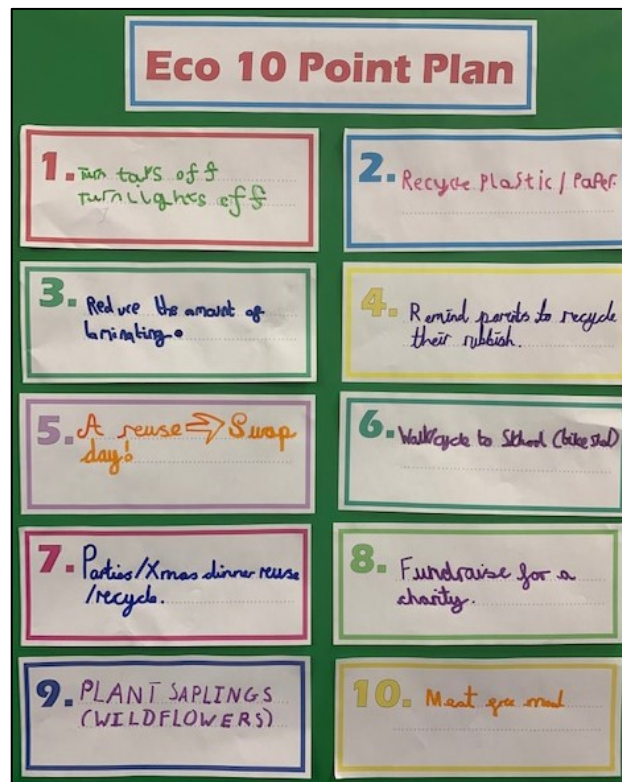 Eco 10 Point Plan
1. Turn taps off
turn lights off
2. Recycle Plastic / Paper.
3. Reduce the amount of
laminating.
4. Remind parents to recycle
their rubbish.
5. A reuse ⇒ Swap
day!
6. Walk/cycle to School (bike shed)
7. Parties/Xmas dinner reuse
/recycle.
8. Fundraise for a
charity.
9. PLANT SAPLINGS
(WILDFLOWERS)
10. Meat free meal